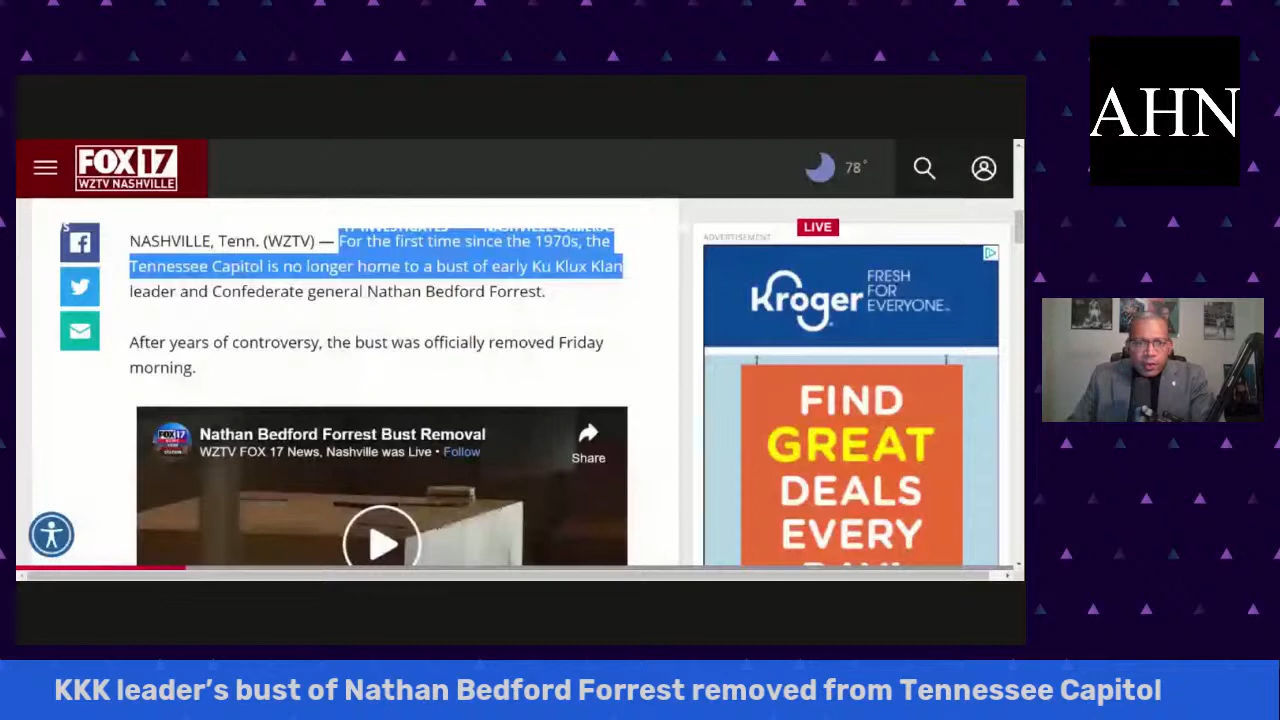 AHN
FOX 17
WZTV NASHVILLE
78°
NASHVILLE, Tenn. (WZTV) — For the first time since the 1970s, the
Tennessee Capitol is no longer home to a bust of early Ku Klux Klan
leader and Confederate general Nathan Bedford Forrest.
After years of controversy, the bust was officially removed Friday
morning.
Nathan Bedford Forrest Bust Removal
WZTV FOX 17 News, Nashville was Live • Follow
Share
LIVE
ADVERTISEMENT
Kroger
FRESH
FOR
EVERYONE™
FIND
GREAT
DEALS
EVERY
KKK leader's bust of Nathan Bedford Forrest removed from Tennessee Capitol